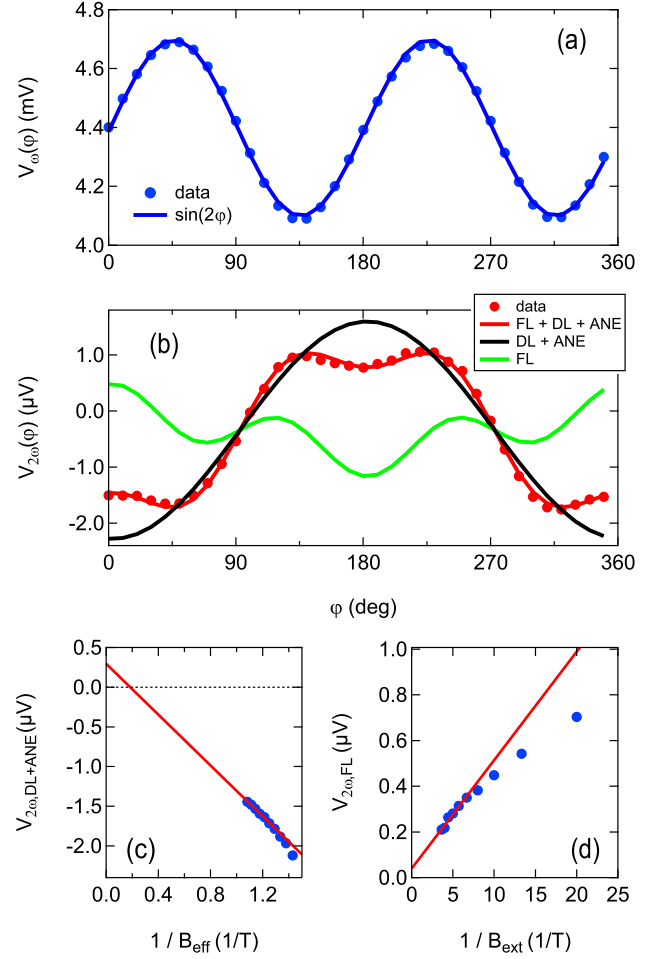 4.8
4.6
4.4
4.2
4.0
V_ω(φ) (mV)
(a)
data
sin(2φ)
0
90
180
270
360
data
FL + DL + ANE
DL + ANE
FL
(b)
1.0
0.0
-1.0
-2.0
V_2ω(φ) (μV)
0
90
180
270
360
φ (deg)
0.5
0.0
-0.5
-1.0
-1.5
-2.0
V_2ω,DL+ANE (μV)
(c)
0.0
0.4
0.8
1.2
1 / B_eff (1/T)
1.0
0.8
0.6
0.4
0.2
0.0
V_2ω,FL (μV)
(d)
0
5
10
15
20
25
1 / B_ext (1/T)